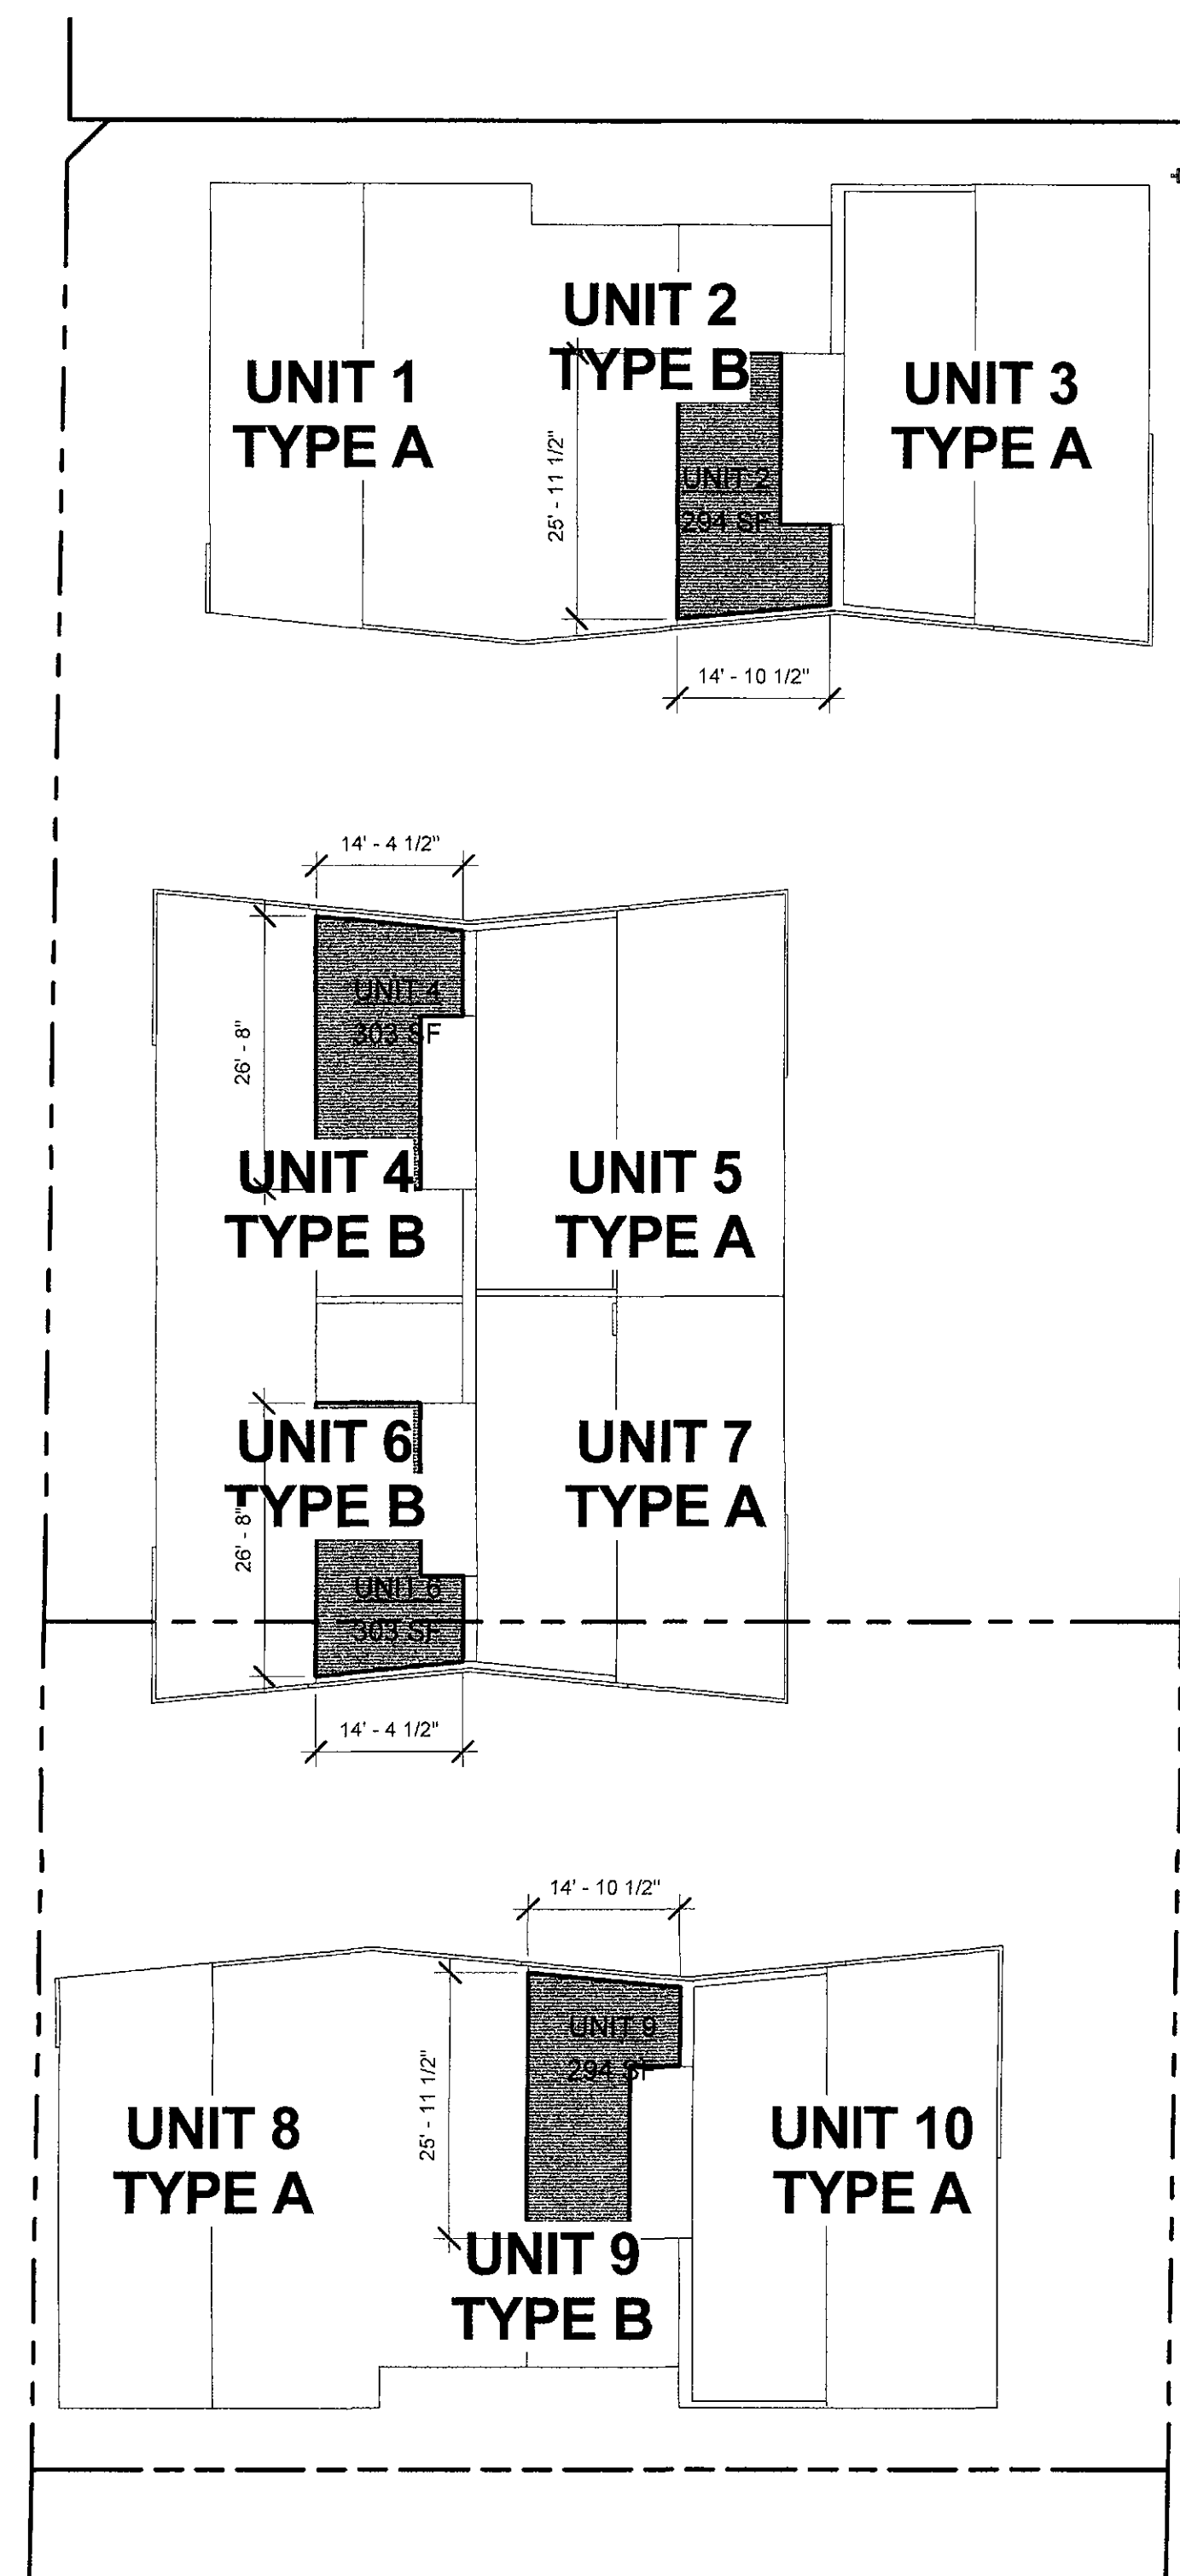 UNIT 2
TYPE B
UNIT 1
TYPE A
UNIT 3
TYPE A
25' - 11 1/2"
UNIT 2
294 SF
14' - 10 1/2"
14' - 4 1/2"
UNIT 4
303 SF
26' - 8"
UNIT 4
TYPE B
UNIT 5
TYPE A
UNIT 6
TYPE B
UNIT 7
TYPE A
26' - 8"
UNIT 6
303 SF
14' - 4 1/2"
14' - 10 1/2"
UNIT 9
294 SF
25' - 11 1/2"
UNIT 8
TYPE A
UNIT 10
TYPE A
UNIT 9
TYPE B